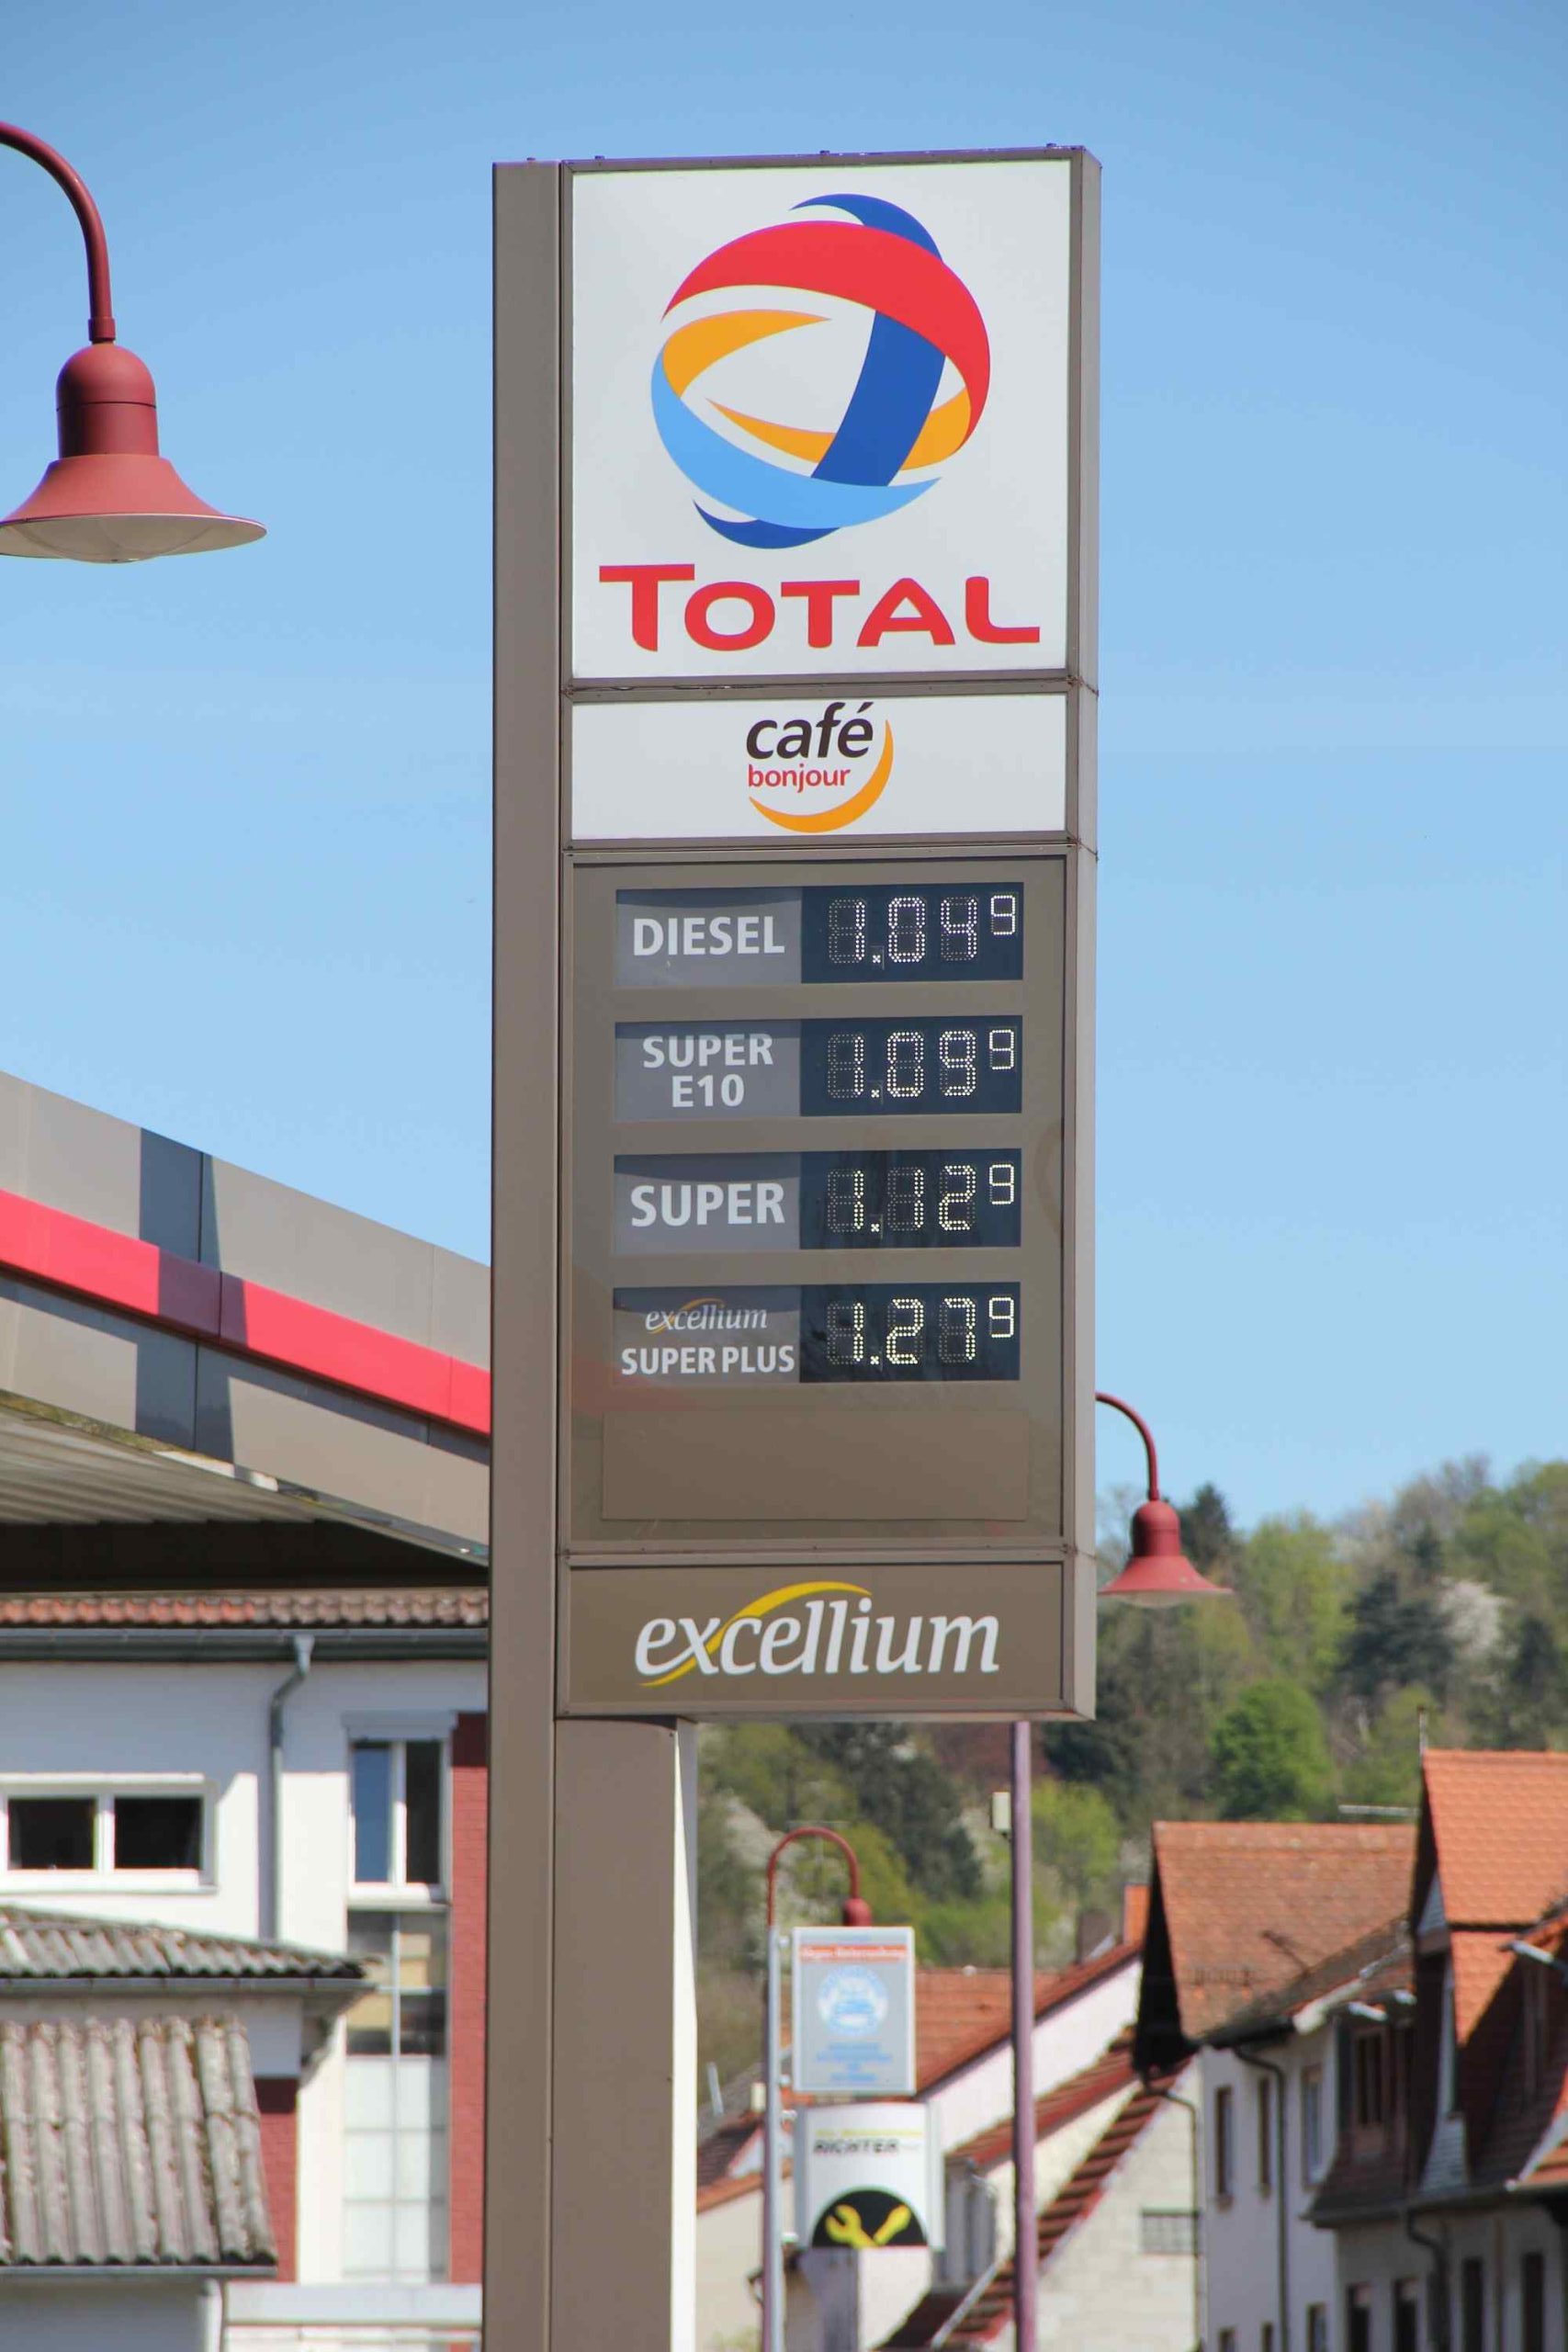 TOTAL
café
bonjour
DIESEL 1.04⁹
SUPER
E10 1.09⁹
SUPER 1.12⁹
excellium
SUPER PLUS 1.27⁹
excellium
RICHTER